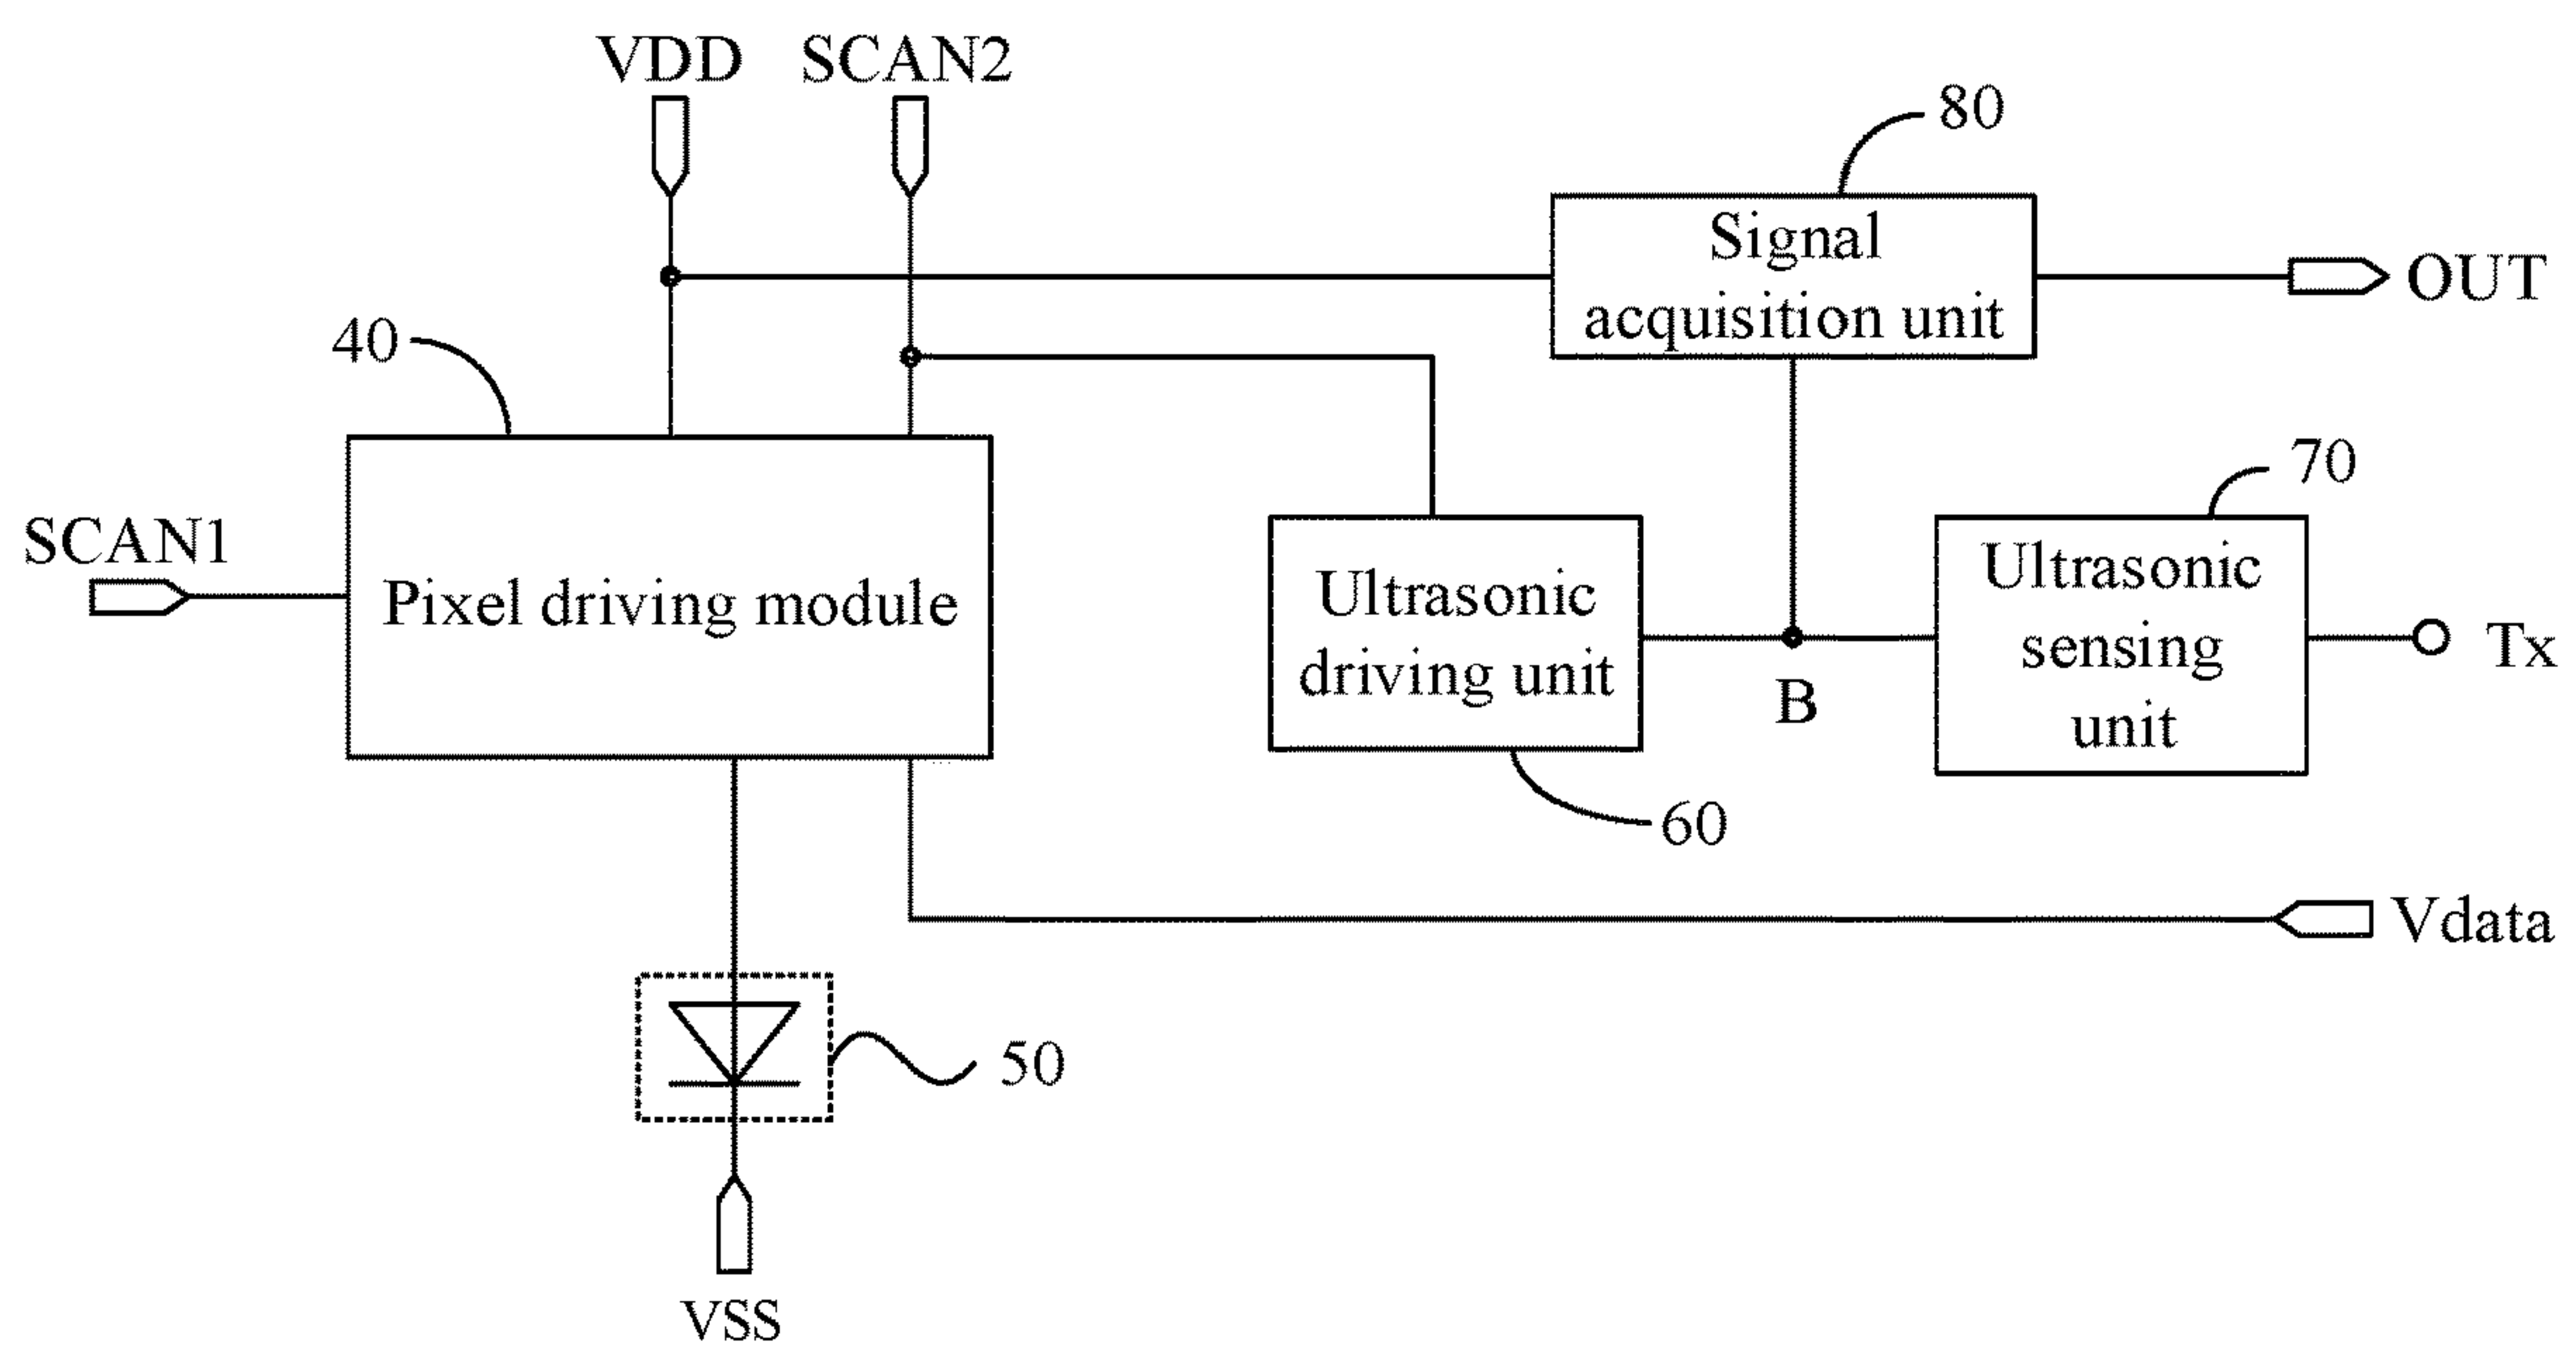 VDD
SCAN2
80
Signal
acquisition unit
OUT
40
70
SCAN1
Pixel driving module
Ultrasonic
driving unit
Ultrasonic
sensing
unit
Tx
B
60
Vdata
50
VSS